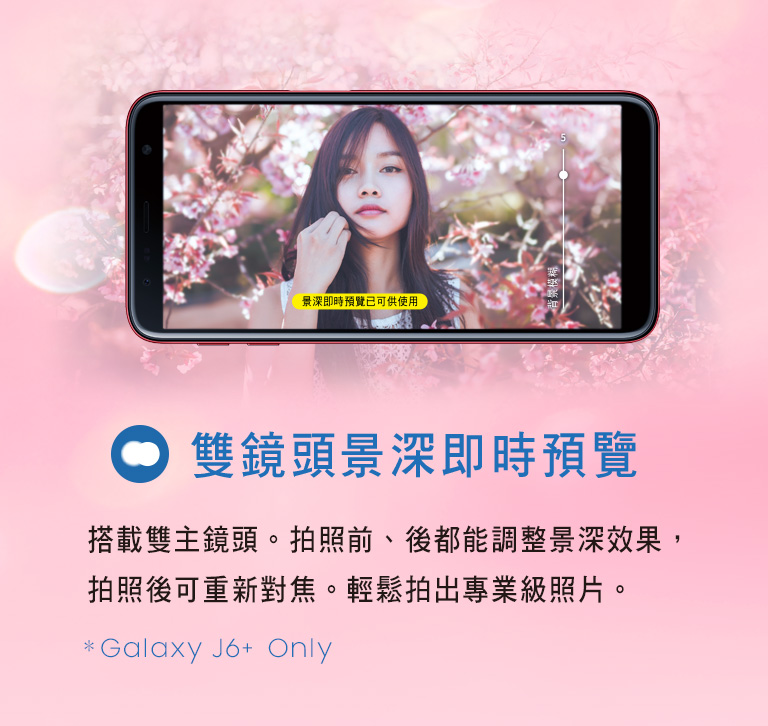 5
背景模糊
景深即時預覽已可供使用
雙鏡頭景深即時預覽
搭載雙主鏡頭。拍照前、後都能調整景深效果，
拍照後可重新對焦。輕鬆拍出專業級照片。
*Galaxy J6+ Only